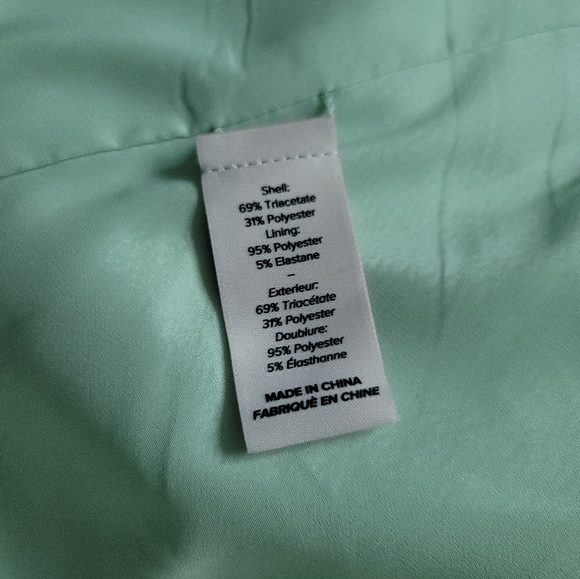 Shell:
69% Triacetate
31% Polyester
Lining:
95% Polyester
5% Elastane
–
Exterieur:
69% Triacétate
31% Polyester
Doublure:
95% Polyester
5% Élasthanne
MADE IN CHINA
FABRIQUÈ EN CHINE